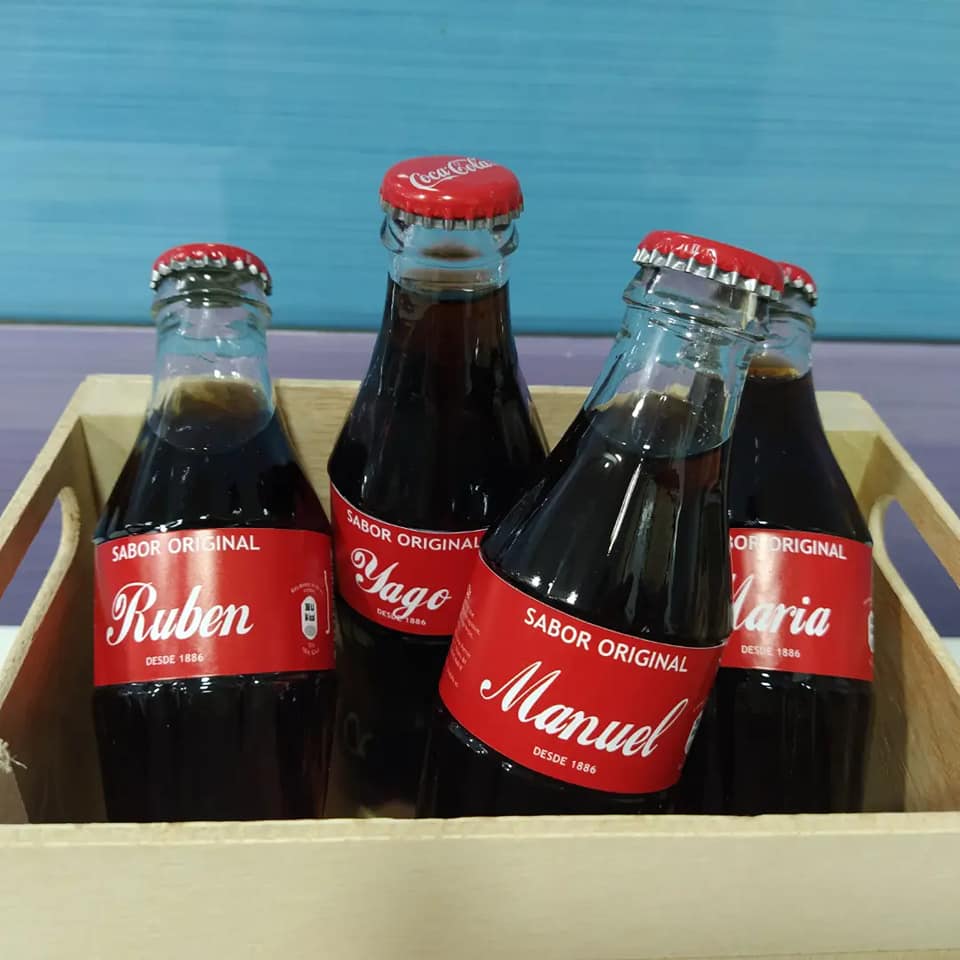 Coca-Cola
SABOR ORIGINAL
Ruben
DESDE 1886
SABOR ORIGINAL
Yago
DESDE 1886
SABOR ORIGINAL
Manuel
DESDE 1886
ORIGINAL
Maria
DESDE 1886